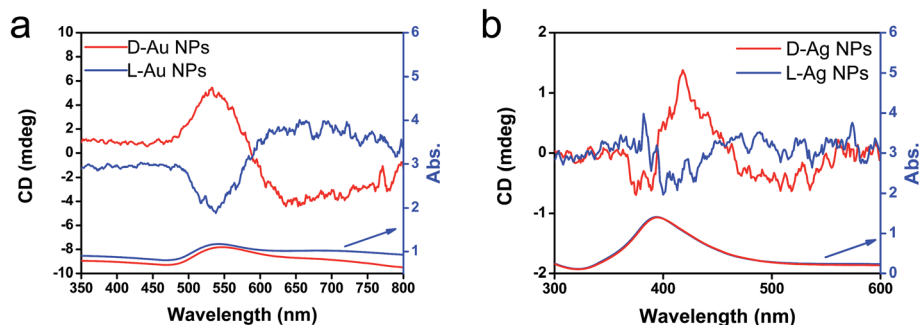 a
D-Au NPs
L-Au NPs
CD (mdeg)
10
8
6
4
2
0
-2
-4
-6
-8
-10
350 400 450 500 550 600 650 700 750 800
Wavelength (nm)
6
5
4
3
2
1
0
Abs.
b
D-Ag NPs
L-Ag NPs
CD (mdeg)
2
1
0
-1
-2
300 400 500 600
Wavelength (nm)
6
5
4
3
2
1
0
Abs.